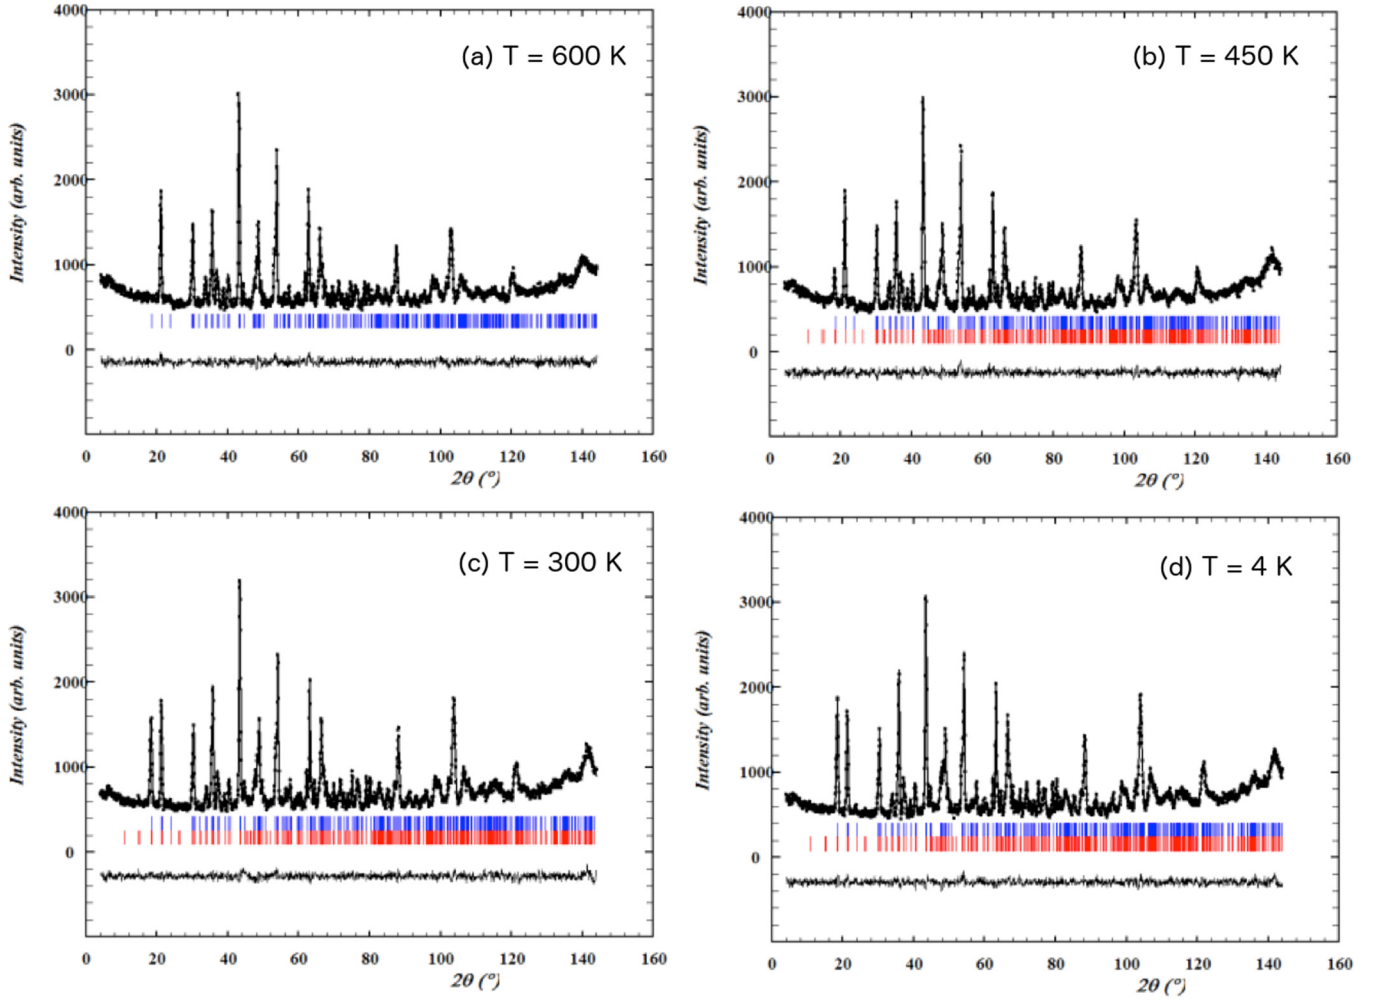 4000
3000
2000
1000
0
0 20 40 60 80 100 120 140 160
2θ (°)
Intensity (arb. units)
(a) T = 600 K
4000
3000
2000
1000
0
0 20 40 60 80 100 120 140 160
2θ (°)
Intensity (arb. units)
(b) T = 450 K
4000
3000
2000
1000
0
0 20 40 60 80 100 120 140 160
2θ (°)
Intensity (arb. units)
(c) T = 300 K
4000
3000
2000
1000
0
0 20 40 60 80 100 120 140 160
2θ (°)
Intensity (arb. units)
(d) T = 4 K